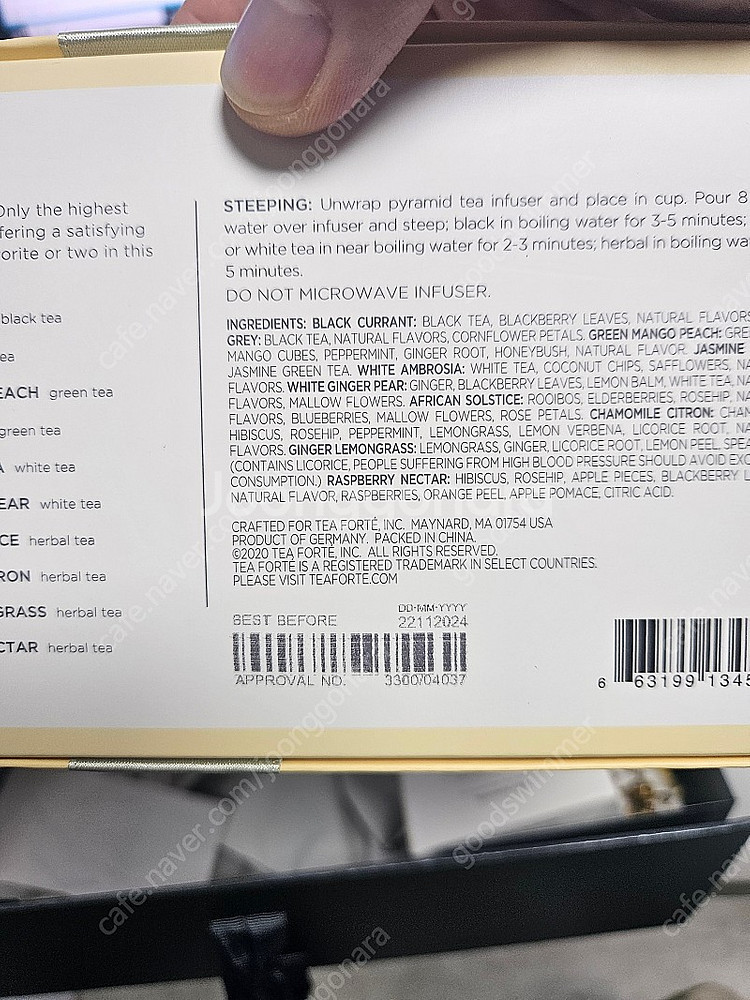 Only the highest
fering a satisfying
orite or two in this
black tea
ea
EACH green tea
green tea
A white tea
EAR white tea
CE herbal tea
RON herbal tea
GRASS herbal tea
CTAR herbal tea
STEEPING: Unwrap pyramid tea infuser and place in cup. Pour 8
water over infuser and steep; black in boiling water for 3-5 minutes;
or white tea in near boiling water for 2-3 minutes; herbal in boiling wa
5 minutes.
DO NOT MICROWAVE INFUSER.
INGREDIENTS: BLACK CURRANT: BLACK TEA, BLACKBERRY LEAVES, NATURAL FLAVORS
GREY: BLACK TEA, NATURAL FLAVORS, CORNFLOWER PETALS. GREEN MANGO PEACH: GRE
MANGO CUBES, PEPPERMINT, GINGER ROOT, HONEYBUSH, NATURAL FLAVOR. JASMINE
JASMINE GREEN TEA. WHITE AMBROSIA: WHITE TEA, COCONUT CHIPS, SAFFLOWERS, NA
FLAVORS. WHITE GINGER PEAR: GINGER, BLACKBERRY LEAVES, LEMON BALM, WHITE TEA, NA
FLAVORS, MALLOW FLOWERS. AFRICAN SOLSTICE: ROOIBOS, ELDERBERRIES, ROSEHIP, NA
FLAVORS, BLUEBERRIES, MALLOW FLOWERS, ROSE PETALS. CHAMOMILE CITRON: CHAM
HIBISCUS, ROSEHIP, PEPPERMINT, LEMONGRASS, LEMON VERBENA, LICORICE ROOT, NA
FLAVORS. GINGER LEMONGRASS: LEMONGRASS, GINGER, LICORICE ROOT, LEMON PEEL SPEA
(CONTAINS LICORICE, PEOPLE SUFFERING FROM HIGH BLOOD PRESSURE SHOULD AVOID EXC
CONSUMPTION.) RASPBERRY NECTAR: HIBISCUS, ROSEHIP, APPLE PIECES, BLACKBERRY L
NATURAL FLAVOR, RASPBERRIES, ORANGE PEEL, APPLE POMACE, CITRIC ACID.
CRAFTED FOR TEA FORTÉ, INC. MAYNARD, MA 01754 USA
PRODUCT OF GERMANY. PACKED IN CHINA.
©2020 TEA FORTÉ, INC. ALL RIGHTS RESERVED.
TEA FORTÉ IS A REGISTERED TRADEMARK IN SELECT COUNTRIES.
PLEASE VISIT TEAFORTE.COM
DD-MM-YYYY
BEST BEFORE 22112024
APPROVAL NO. 3300/04037
6 63199 1345
Joonggonara
cafe.naver.com/joonggonara
goodswimmer